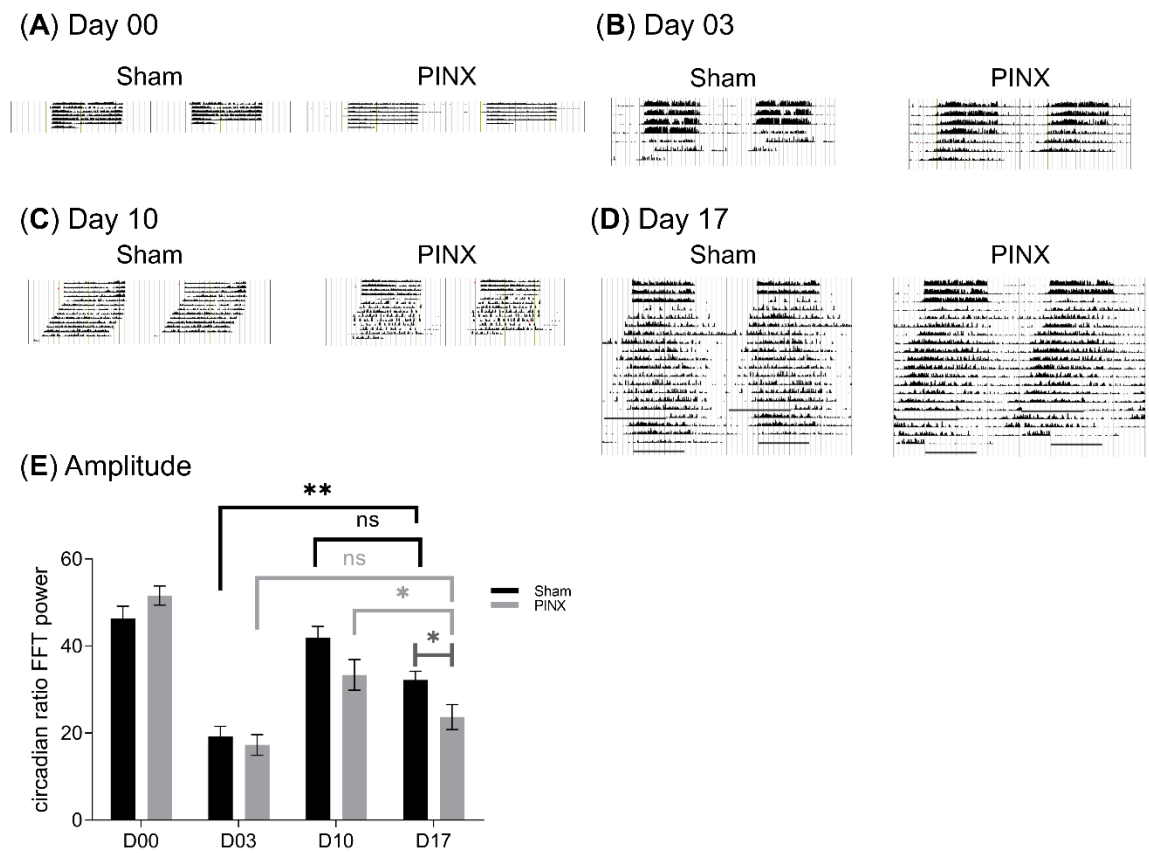 (A) Day 00
Sham
PINX
(B) Day 03
Sham
PINX
(C) Day 10
Sham
PINX
(D) Day 17
Sham
PINX
(E) Amplitude
**
ns
ns
*
*
Sham
PINX
circadian ratio FFT power
60
40
20
0
D00
D03
D10
D17